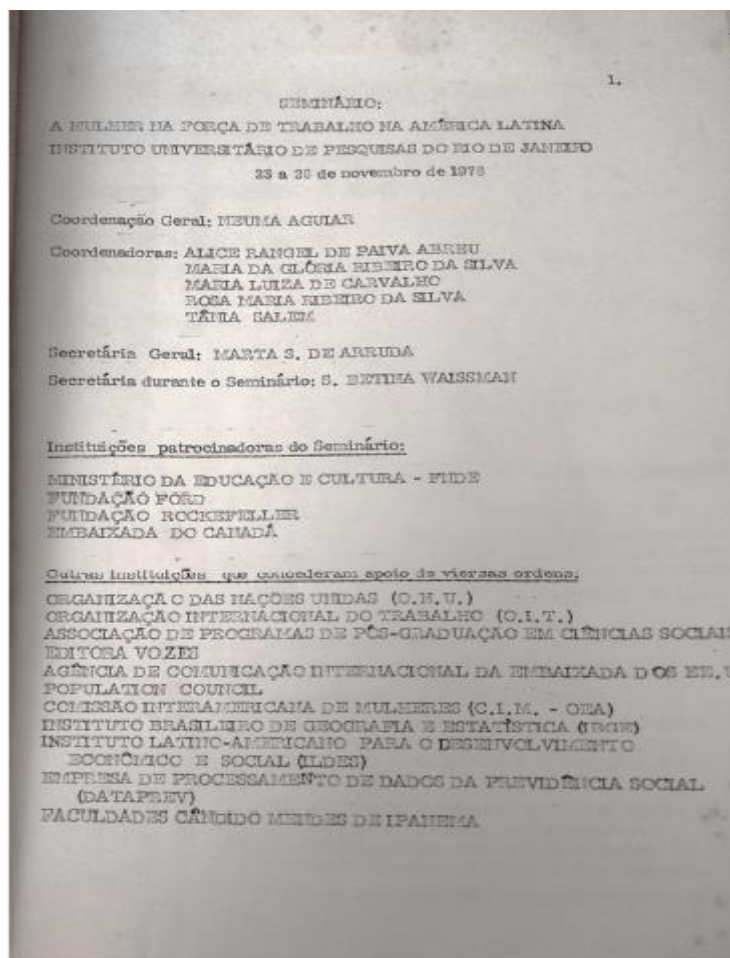 1.
SEMINÁRIO:
A MULHER NA FORÇA DE TRABALHO NA AMÉRICA LATINA
INSTITUTO UNIVERSITÁRIO DE PESQUISAS DO RIO DE JANEIRO
23 a 26 de novembro de 1978
Coordenação Geral: NEUMA AGUIAR
Coordenadoras: ALICE RANGEL DE PAIVA ABREU
MARIA DA GLÓRIA RIBEIRO DA SILVA
MARIA LUIZA DE CARVALHO
ROSA MARIA RIBEIRO DA SILVA
TÂNIA SALEM
Secretária Geral: MARTA S. DE ARRUDA
Secretária durante o Seminário: S. BETINA WAISSMAN
Instituições patrocinadoras do Seminário:
MINISTÉRIO DA EDUCAÇÃO E CULTURA - FNDE
FUNDAÇÃO FORD
FUNDAÇÃO ROCKEFELLER
EMBAIXADA DO CANADÁ
Outras instituições que concederam apoio de viersas ordens:
ORGANIZAÇÃO DAS NAÇÕES UNIDAS (O.N.U.)
ORGANIZAÇÃO INTERNACIONAL DO TRABALHO (O.I.T.)
ASSOCIAÇÃO DE PROGRAMAS DE PÓS-GRADUAÇÃO EM CIÊNCIAS SOCIAIS
EDITORA VOZES
AGÊNCIA DE COMUNICAÇÃO INTERNACIONAL DA EMBAIXADA DOS EE.U
POPULATION COUNCIL
COMISSÃO INTERAMERICANA DE MULHERES (C.I.M. - OEA)
INSTITUTO BRASILEIRO DE GEOGRAFIA E ESTATÍSTICA (IBGE)
INSTITUTO LATINO-AMERICANO PARA O DESENVOLVIMENTO
ECONÔMICO E SOCIAL (ILDES)
EMPRESA DE PROCESSAMENTO DE DADOS DA PREVIDÊNCIA SOCIAL
(DATAPREV)
FACULDADES CÂNDIDO MENDES DE IPANEMA